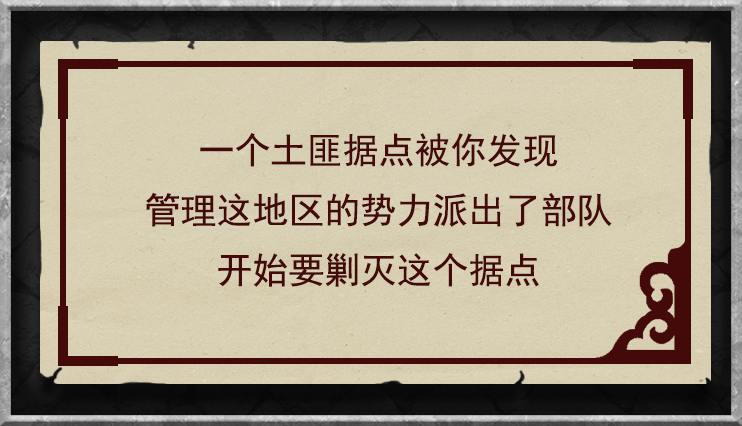 一个土匪据点被你发现
管理这地区的势力派出了部队
开始要剿灭这个据点